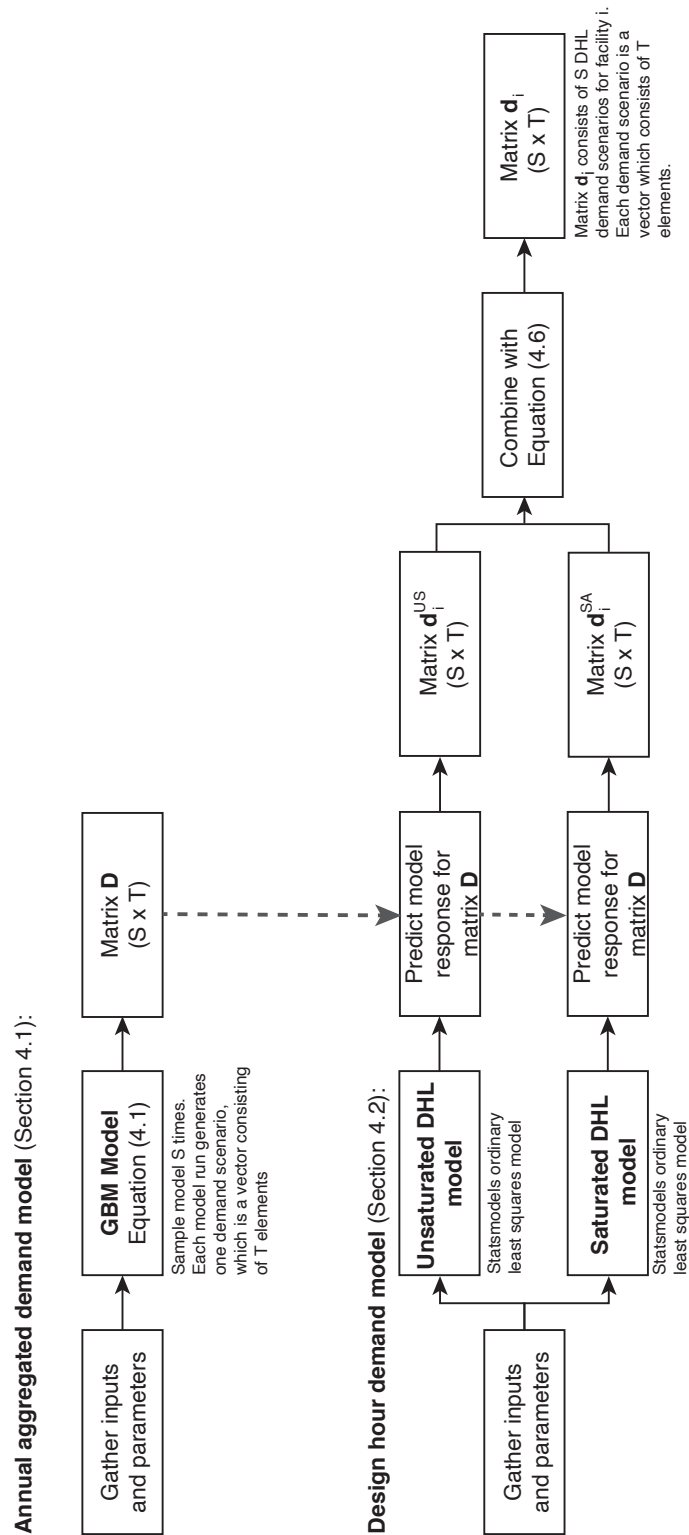 Annual aggregated demand model (Section 4.1):
Gather inputs
and parameters
GBM Model
Equation (4.1)
Sample model S times.
Each model run generates
one demand scenario,
which is a vector consisting
of T elements
Matrix D
(S x T)
Design hour demand model (Section 4.2):
Gather inputs
and parameters
Unsaturated DHL
model
Statsmodels ordinary
least squares model
Predict model
response for
matrix D
Matrix d_i^US
(S x T)
Saturated DHL
model
Statsmodels ordinary
least squares model
Predict model
response for
matrix D
Matrix d_i^SA
(S x T)
Combine with
Equation (4.6)
Matrix d_i
(S x T)
Matrix d_i consists of S DHL
demand scenarios for facility i.
Each demand scenario is a
vector which consists of T
elements.